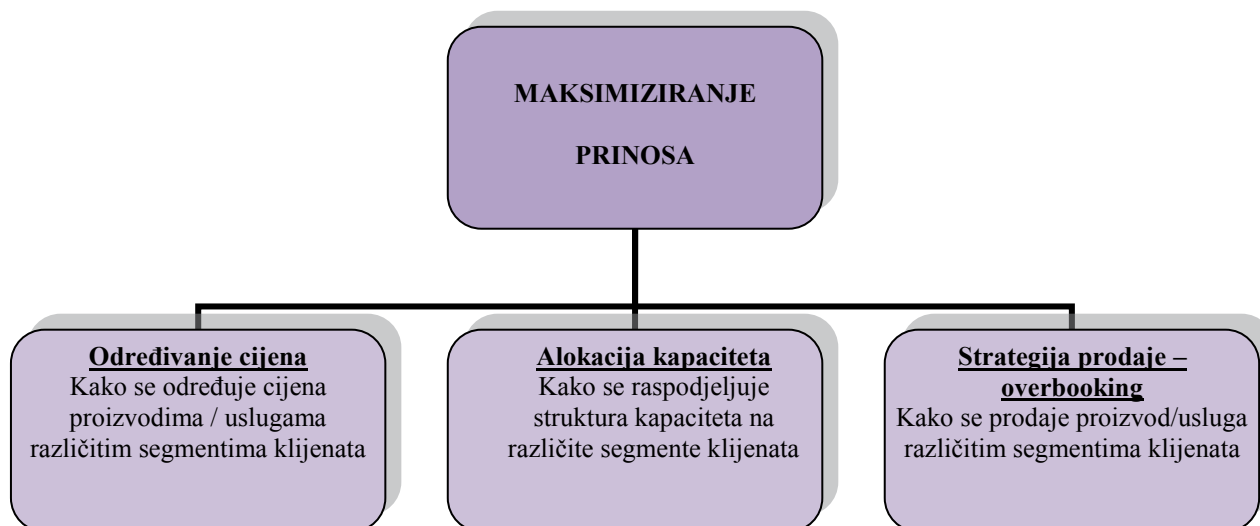 MAKSIMIZIRANJE
PRINOSA
Određivanje cijena
Kako se određuje cijena
proizvodima / uslugama
različitim segmentima klijenata
Alokacija kapaciteta
Kako se raspodjeljuje
struktura kapaciteta na
različite segmente klijenata
Strategija prodaje –
overbooking
Kako se prodaje proizvod/usluga
različitim segmentima klijenata